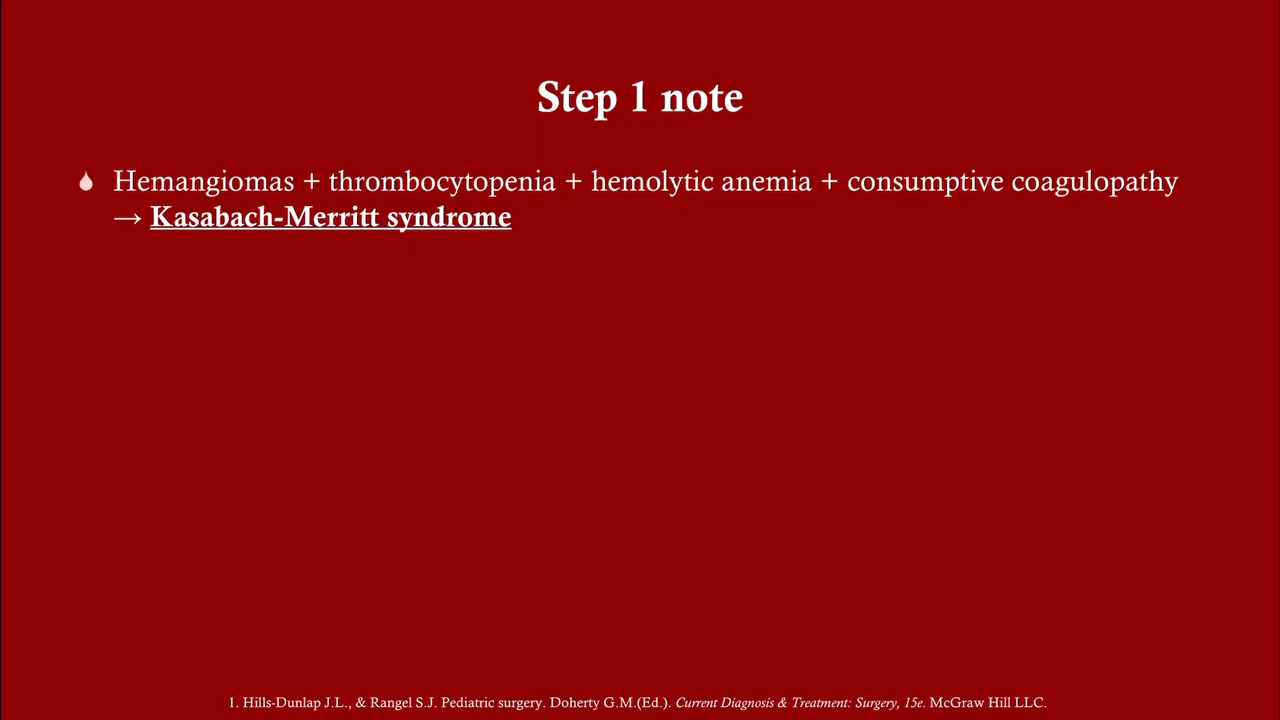 Step 1 note
Hemangiomas + thrombocytopenia + hemolytic anemia + consumptive coagulopathy
→ Kasabach-Merritt syndrome
1. Hills-Dunlap J.L., & Rangel S.J. Pediatric surgery. Doherty G.M.(Ed.). Current Diagnosis & Treatment: Surgery, 15e. McGraw Hill LLC.